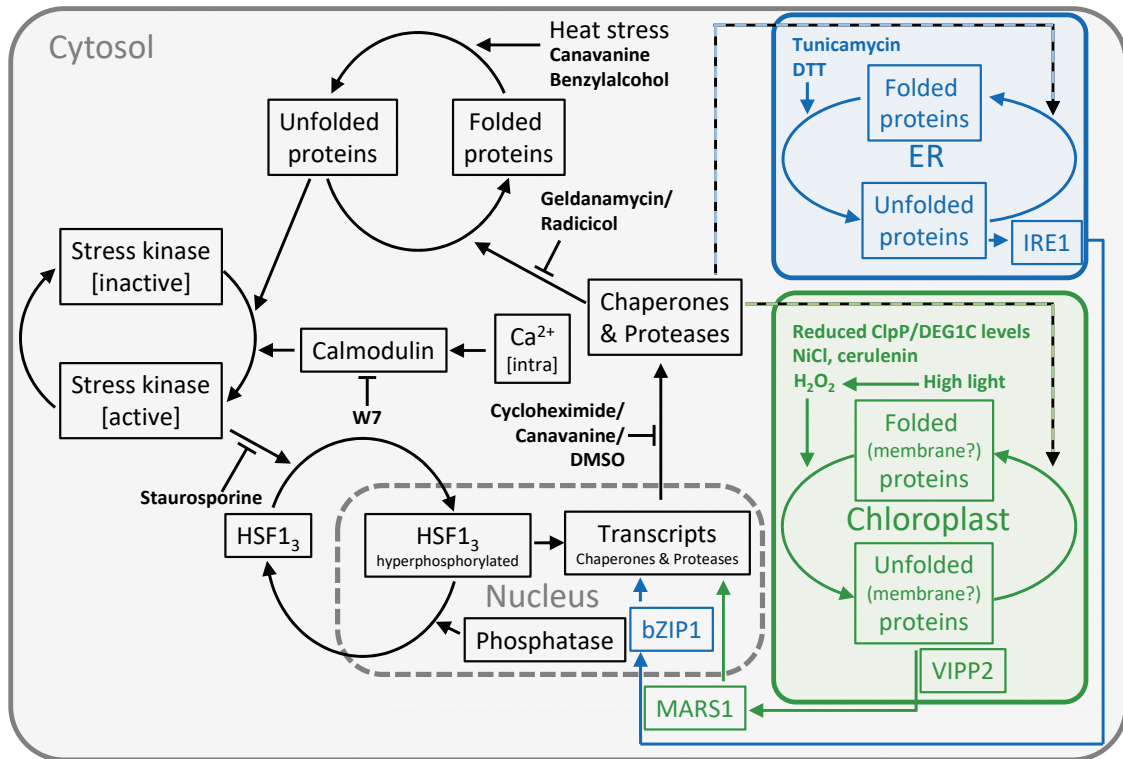 Cytosol
Heat stress
Canavanine
Benzylalcohol
Unfolded
proteins
Folded
proteins
Geldanamycin/
Radicicol
Stress kinase
[inactive]
Stress kinase
[active]
Calmodulin
Ca²⁺
[intra]
W7
Chaperones
& Proteases
Cycloheximide/
Canavanine/
DMSO
Staurosporine
HSF1₃
HSF1₃
hyperphosphorylated
Transcripts
Chaperones & Proteases
Nucleus
Phosphatase
bZIP1
MARS1
Tunicamycin
DTT
Folded
proteins
ER
Unfolded
proteins
IRE1
Reduced ClpP/DEG1C levels
NiCl, cerulenin
H₂O₂
High light
Folded
(membrane?)
proteins
Chloroplast
Unfolded
(membrane?)
proteins
VIPP2